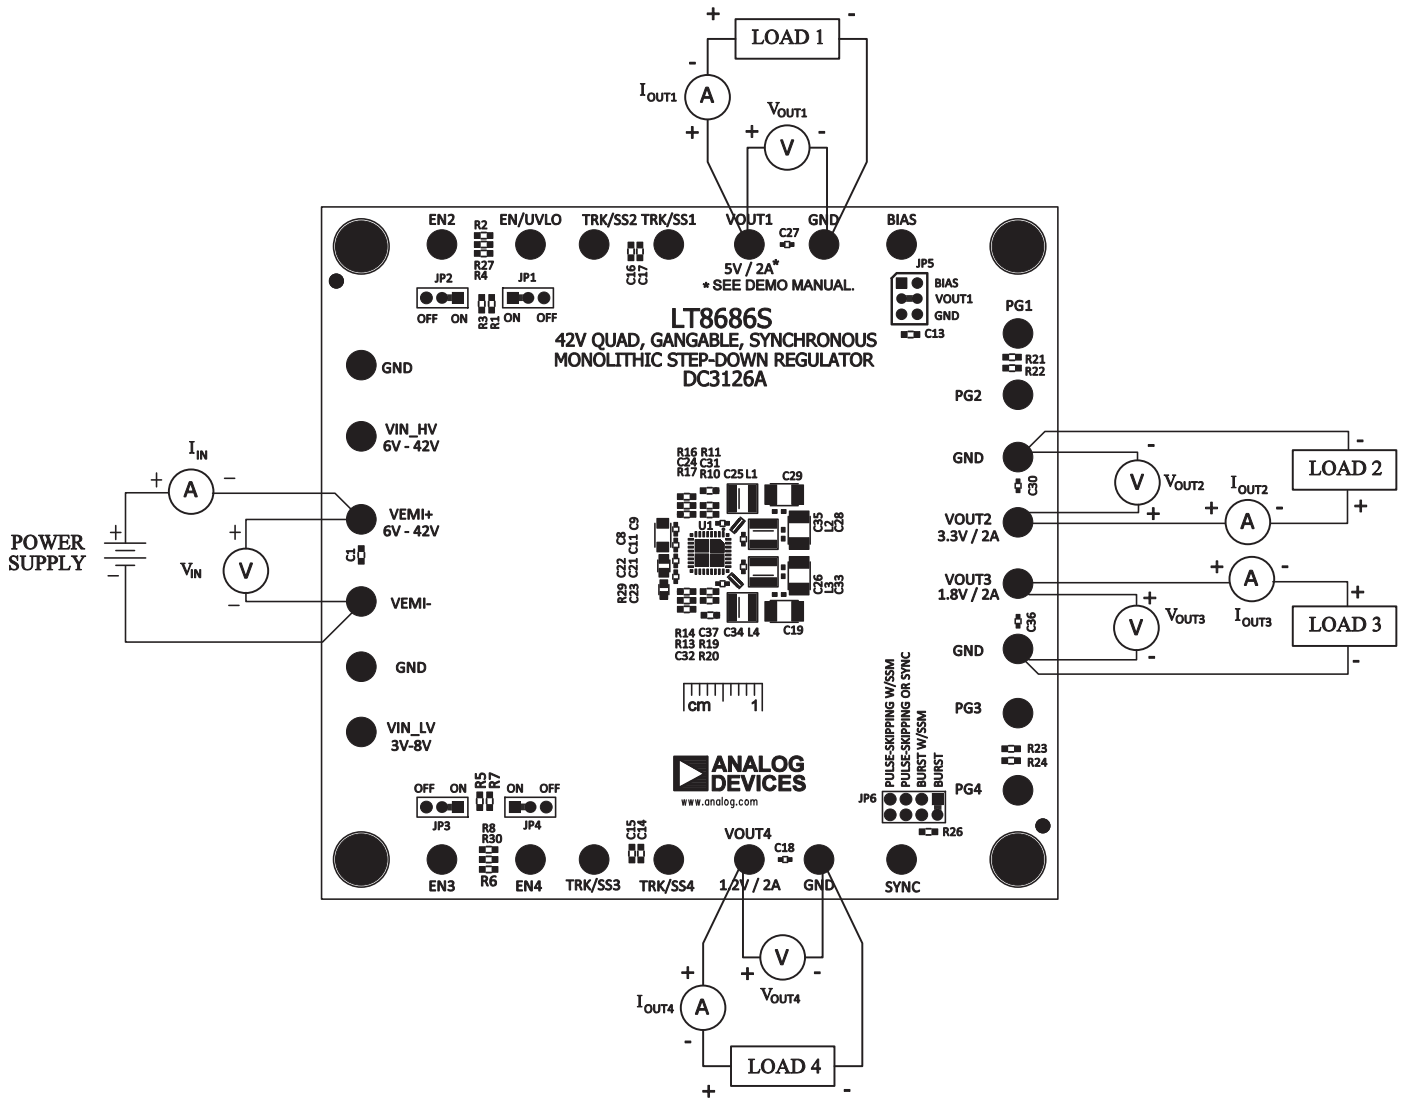 + -
LOAD 1
-
I OUT1
A
+
VOUT1
+ -
V
EN2
EN/UVLO
TRK/SS2 TRK/SS1
VOUT1
GND
BIAS
R2
R27
R4
C16
C17
C27
5V / 2A*
* SEE DEMO MANUAL.
JP2
OFF ON
R3
R1
JP1
ON OFF
JP5
BIAS
VOUT1
GND
C13
LT8686S
42V QUAD, GANGABLE, SYNCHRONOUS
MONOLITHIC STEP-DOWN REGULATOR
DC3126A
PG1
R21
R22
PG2
GND
VIN_HV
6V - 42V
I IN
+ -
A
VEMI+
6V - 42V
C1
+
POWER
SUPPLY
-
+
VIN
V
-
VEMI-
GND
VIN_LV
3V-8V
R16 R11
C24 C31
R17 R10
C25 L1
C29
U1
C8
C11 C9
C22 C21
R29 C23
C35
L2
C28
C26
L3
C33
R14 C37
R13 R19
C32 R20
C34 L4
C19
GND
C30
VOUT2
3.3V / 2A
-
V
VOUT2
+
I OUT2
+ A -
-
LOAD 2
+
VOUT3
1.8V / 2A
C36
GND
+ A -
I OUT3
+
V
VOUT3
-
+
LOAD 3
-
cm 1
ANALOG
DEVICES
www.analog.com
PULSE-SKIPPING W/SSM
PULSE-SKIPPING OR SYNC
BURST W/SSM
BURST
JP6
R26
PG3
R23
R24
PG4
OFF ON
JP3
R5
R7
ON OFF
JP4
R8
R30
R6
C15
C14
VOUT4
C18
EN3
EN4
TRK/SS3
TRK/SS4
1.2V / 2A
GND
SYNC
+ V -
VOUT4
+
I OUT4
A
-
LOAD 4
+ -